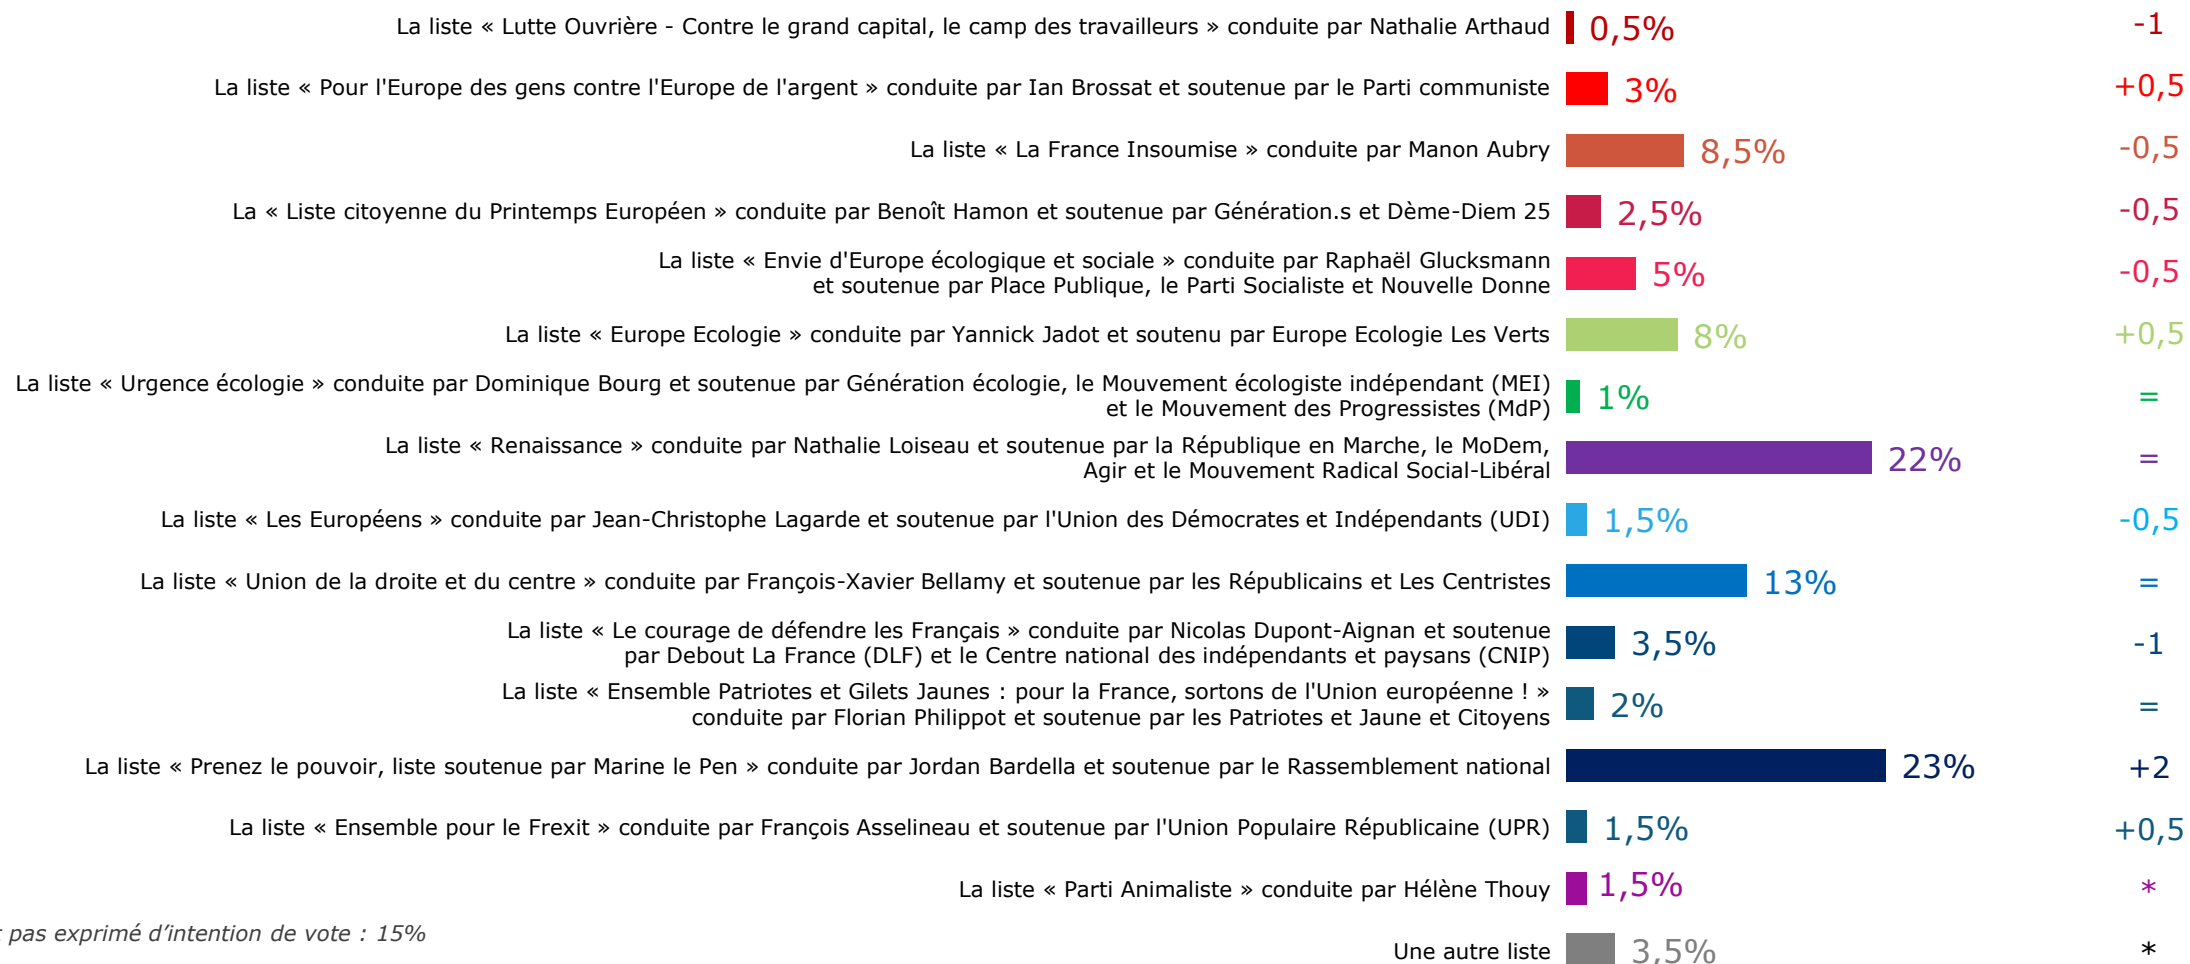 La liste « Lutte Ouvrière - Contre le grand capital, le camp des travailleurs » conduite par Nathalie Arthaud 0,5% -1
La liste « Pour l'Europe des gens contre l'Europe de l'argent » conduite par Ian Brossat et soutenue par le Parti communiste 3% +0,5
La liste « La France Insoumise » conduite par Manon Aubry 8,5% -0,5
La « Liste citoyenne du Printemps Européen » conduite par Benoît Hamon et soutenue par Génération.s et Dème-Diem 25 2,5% -0,5
La liste « Envie d'Europe écologique et sociale » conduite par Raphaël Glucksmann
et soutenue par Place Publique, le Parti Socialiste et Nouvelle Donne 5% -0,5
La liste « Europe Ecologie » conduite par Yannick Jadot et soutenu par Europe Ecologie Les Verts 8% +0,5
La liste « Urgence écologie » conduite par Dominique Bourg et soutenue par Génération écologie, le Mouvement écologiste indépendant (MEI)
et le Mouvement des Progressistes (MdP) 1% =
La liste « Renaissance » conduite par Nathalie Loiseau et soutenue par la République en Marche, le MoDem,
Agir et le Mouvement Radical Social-Libéral 22% =
La liste « Les Européens » conduite par Jean-Christophe Lagarde et soutenue par l'Union des Démocrates et Indépendants (UDI) 1,5% -0,5
La liste « Union de la droite et du centre » conduite par François-Xavier Bellamy et soutenue par les Républicains et Les Centristes 13% =
La liste « Le courage de défendre les Français » conduite par Nicolas Dupont-Aignan et soutenue
par Debout La France (DLF) et le Centre national des indépendants et paysans (CNIP) 3,5% -1
La liste « Ensemble Patriotes et Gilets Jaunes : pour la France, sortons de l'Union européenne ! »
conduite par Florian Philippot et soutenue par les Patriotes et Jaune et Citoyens 2% =
La liste « Prenez le pouvoir, liste soutenue par Marine le Pen » conduite par Jordan Bardella et soutenue par le Rassemblement national 23% +2
La liste « Ensemble pour le Frexit » conduite par François Asselineau et soutenue par l'Union Populaire Républicaine (UPR) 1,5% +0,5
La liste « Parti Animaliste » conduite par Hélène Thouy 1,5% *
pas exprimé d'intention de vote : 15%
Une autre liste 3,5% *